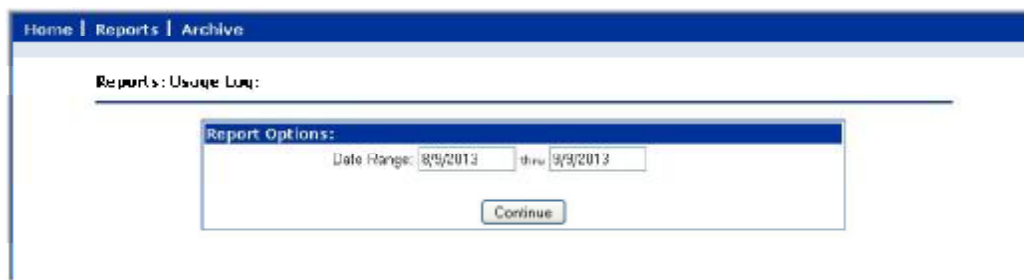 Home | Reports | Archive
Reports: Usage Log:
Report Options:
Date Range: 8/9/2013 thru 9/9/2013
Continue